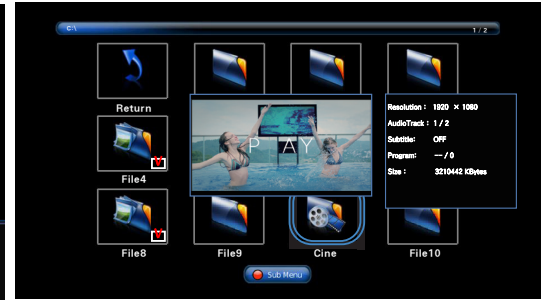 C:\
1 / 2
Return
PLAY
Resolution : 1920 × 1080
AudioTrack : 1 / 2
Subtitle: OFF
Program: -- / 0
Size : 3210442 KBytes
File4
V
File8
File9
Cine
File10
V
Sub Menu